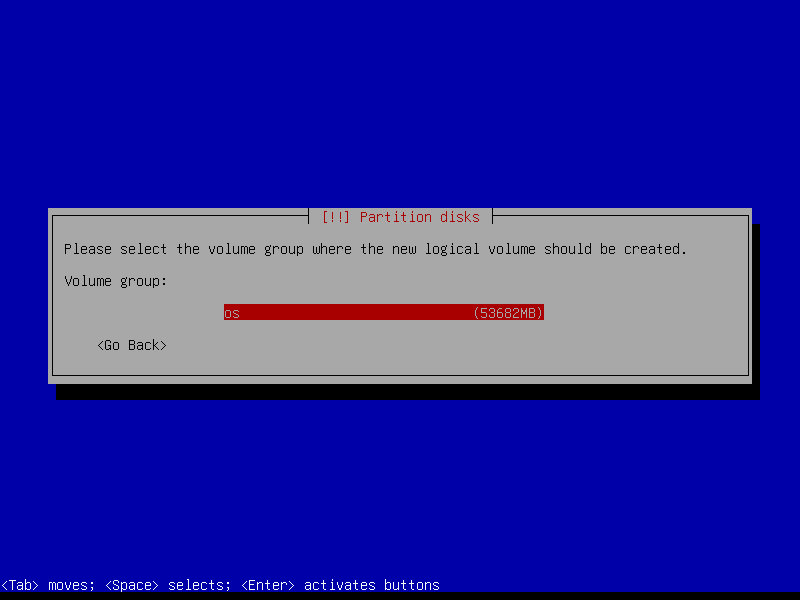 [!!] Partition disks
Please select the volume group where the new logical volume should be created.
Volume group:
os (53682MB)
<Go Back>
<Tab> moves; <Space> selects; <Enter> activates buttons